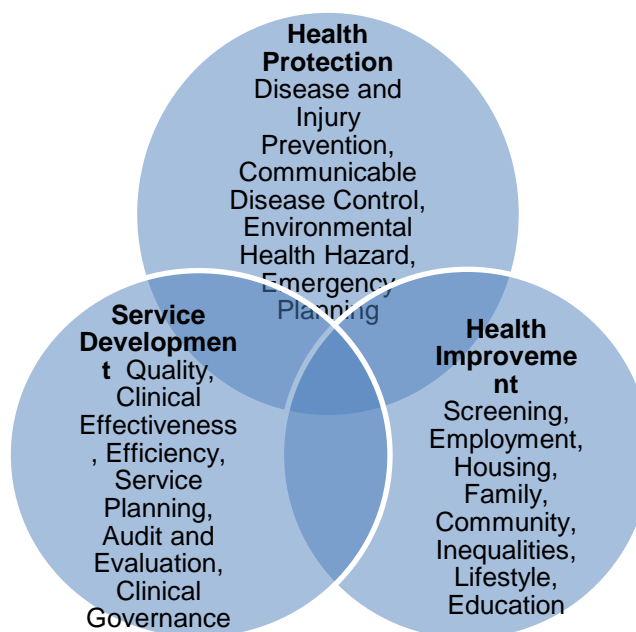 Health
Protection
Disease and
Injury
Prevention,
Communicable
Disease Control,
Environmental
Health Hazard,
Emergency
Planning
Service
Developmen
t Quality,
Clinical
Effectiveness
, Efficiency,
Service
Planning,
Audit and
Evaluation,
Clinical
Governance
Health
Improveme
nt
Screening,
Employment,
Housing,
Family,
Community,
Inequalities,
Lifestyle,
Education